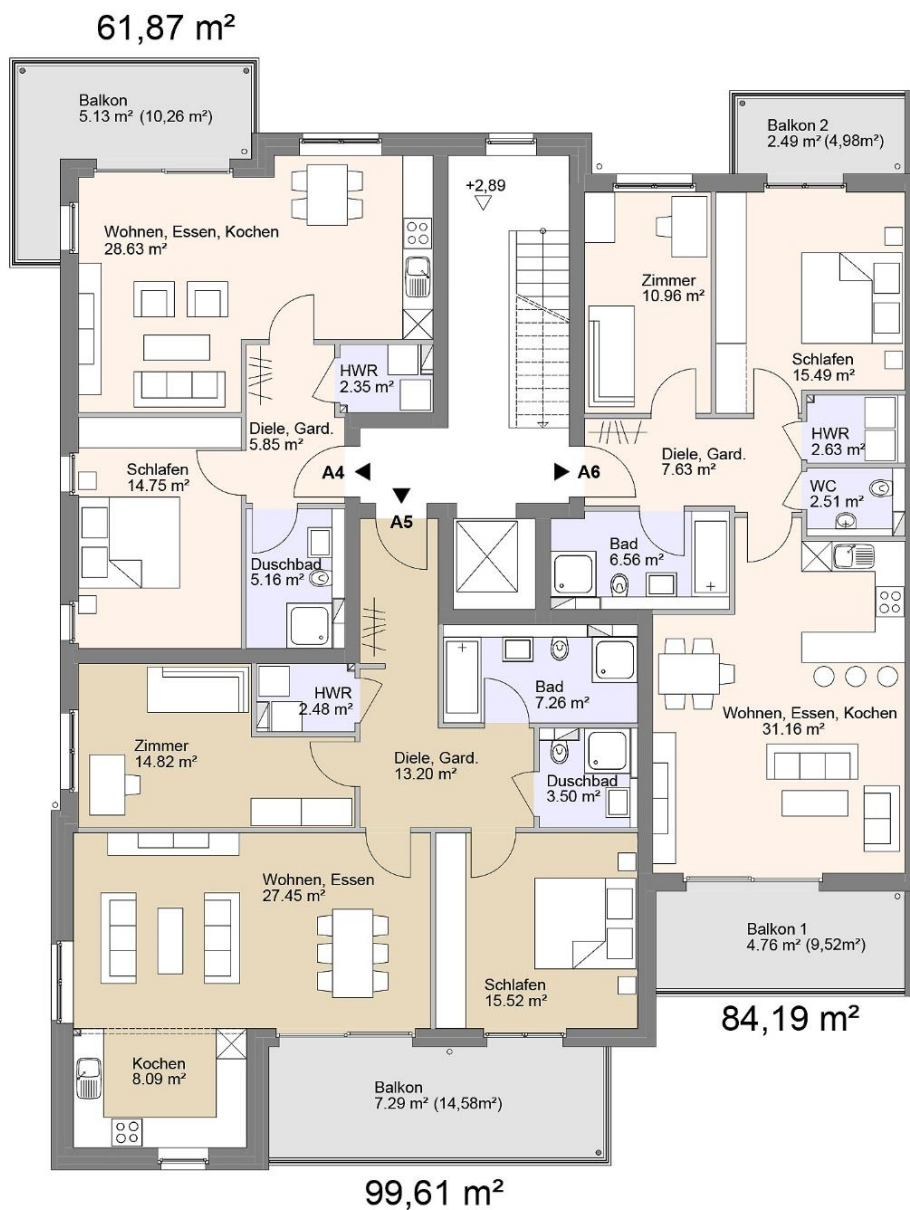 61,87 m²
Balkon
5.13 m² (10,26 m²)
Balkon 2
2.49 m² (4,98m²)
+2,89
Wohnen, Essen, Kochen
28.63 m²
Zimmer
10.96 m²
Schlafen
15.49 m²
HWR
2.35 m²
Diele, Gard.
5.85 m²
HWR
2.63 m²
Diele, Gard.
7.63 m²
A4
A6
Schlafen
14.75 m²
WC
2.51 m²
A5
Duschbad
5.16 m²
Bad
6.56 m²
HWR
2.48 m²
Bad
7.26 m²
Wohnen, Essen, Kochen
31.16 m²
Zimmer
14.82 m²
Diele, Gard.
13.20 m²
Duschbad
3.50 m²
Wohnen, Essen
27.45 m²
Balkon 1
4.76 m² (9,52m²)
Schlafen
15.52 m²
84,19 m²
Kochen
8.09 m²
Balkon
7.29 m² (14,58m²)
99,61 m²